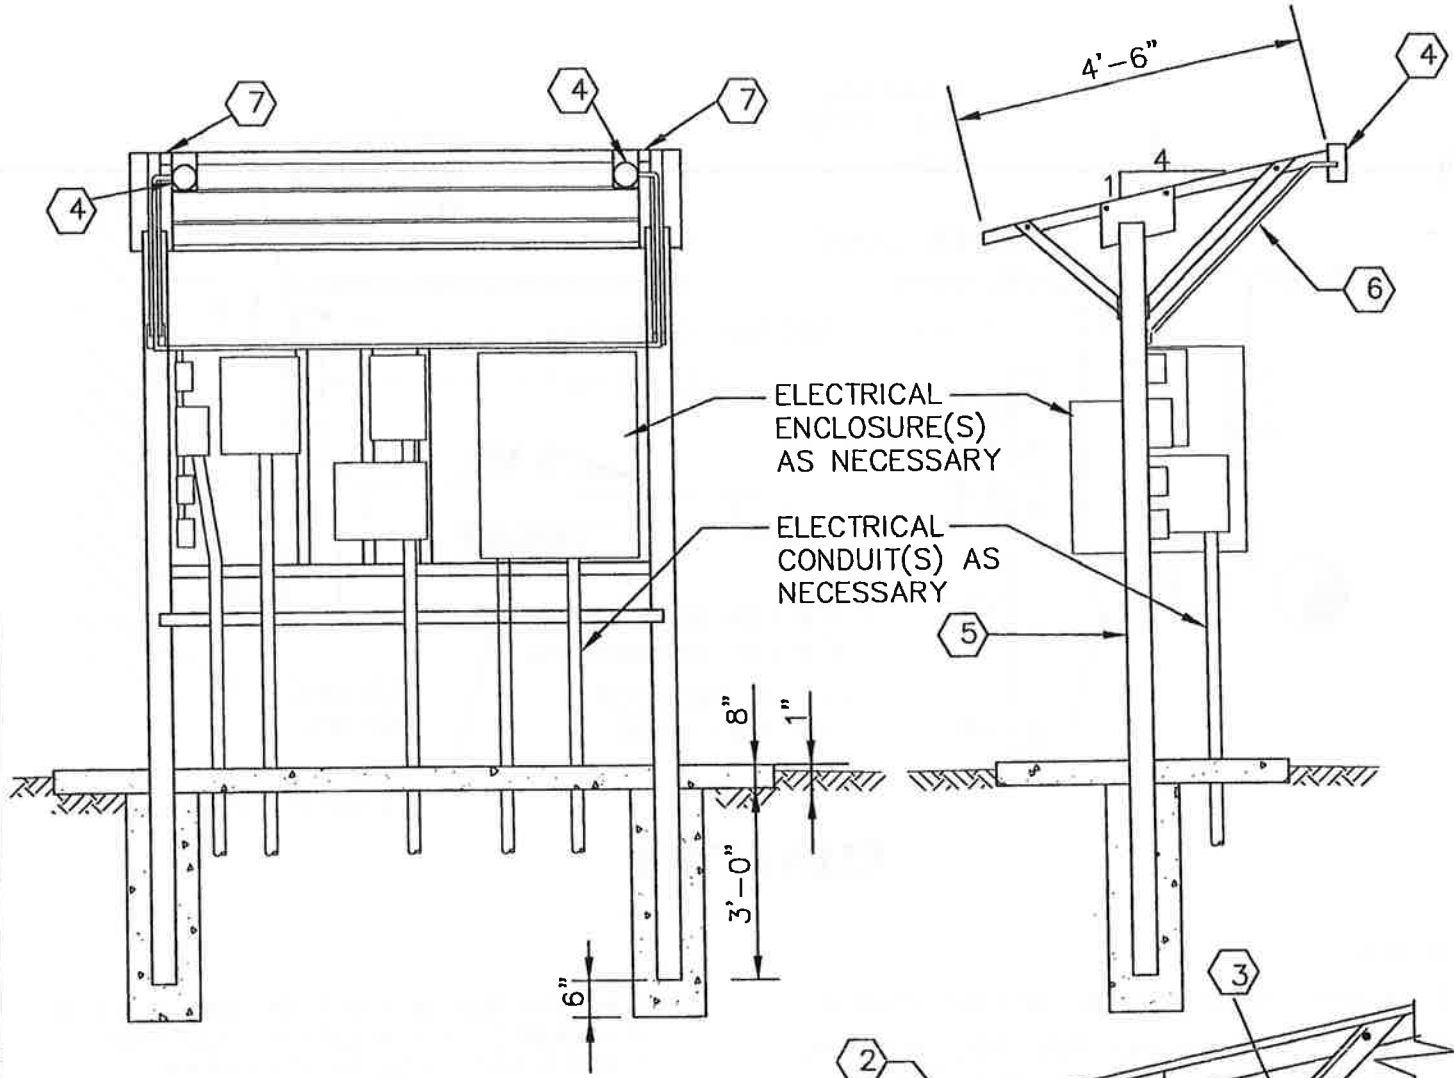 4'-6"
4
7
4
7
4
4
1
6
ELECTRICAL
ENCLOSURE(S)
AS NECESSARY
ELECTRICAL
CONDUIT(S) AS
NECESSARY
5
8"
1"
3'-0"
6"
3
2